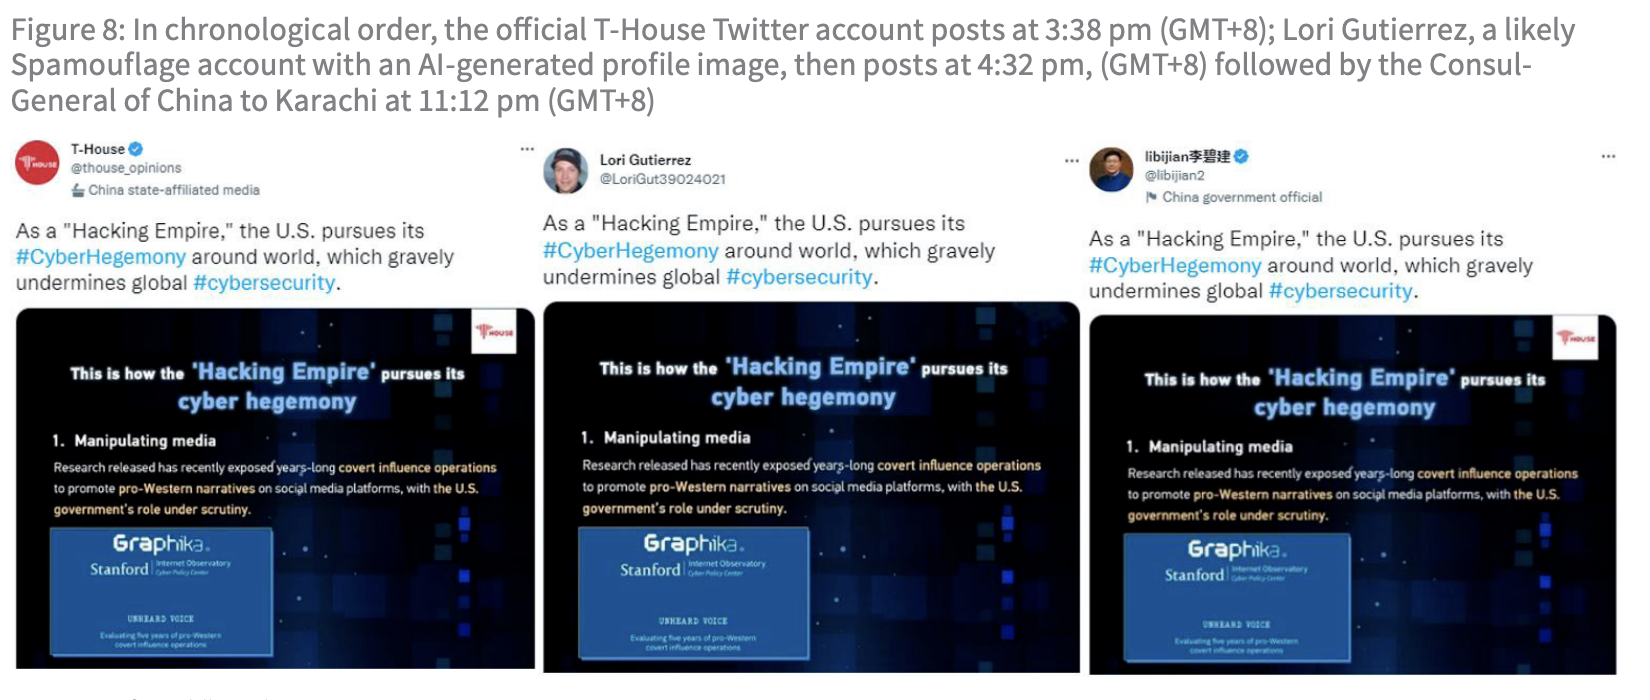 Figure 8: In chronological order, the official T-House Twitter account posts at 3:38 pm (GMT+8); Lori Gutierrez, a likely
Spamouflage account with an AI-generated profile image, then posts at 4:32 pm, (GMT+8) followed by the Consul-
General of China to Karachi at 11:12 pm (GMT+8)
HOUSE
T-House
@thouse_opinions
China state-affiliated media
As a "Hacking Empire," the U.S. pursues its
#CyberHegemony around world, which gravely
undermines global #cybersecurity.
HOUSE
This is how the 'Hacking Empire' pursues its
cyber hegemony
1. Manipulating media
Research released has recently exposed years-long covert influence operations
to promote pro-Western narratives on social media platforms, with the U.S.
government's role under scrutiny.
Graphika.
Stanford | Internet Observatory
Cyber Policy Center
UNHEARD VOICE
Evaluating five years of pro-Western
covert influence operations
Lori Gutierrez
@LoriGut39024021
As a "Hacking Empire," the U.S. pursues its
#CyberHegemony around world, which gravely
undermines global #cybersecurity.
This is how the 'Hacking Empire' pursues its
cyber hegemony
1. Manipulating media
Research released has recently exposed years-long covert influence operations
to promote pro-Western narratives on social media platforms, with the U.S.
government's role under scrutiny.
Graphika.
Stanford | Internet Observatory
Cyber Policy Center
UNHEARD VOICE
Evaluating five years of pro-Western
covert influence operations
libijian李碧建
@libijian2
China government official
As a "Hacking Empire," the U.S. pursues its
#CyberHegemony around world, which gravely
undermines global #cybersecurity.
HOUSE
This is how the 'Hacking Empire' pursues its
cyber hegemony
1. Manipulating media
Research released has recently exposed years-long covert influence operations
to promote pro-Western narratives on social media platforms, with the U.S.
government's role under scrutiny.
Graphika.
Stanford | Internet Observatory
Cyber Policy Center
UNHEARD VOICE
Evaluating five years of pro-Western
covert influence operations